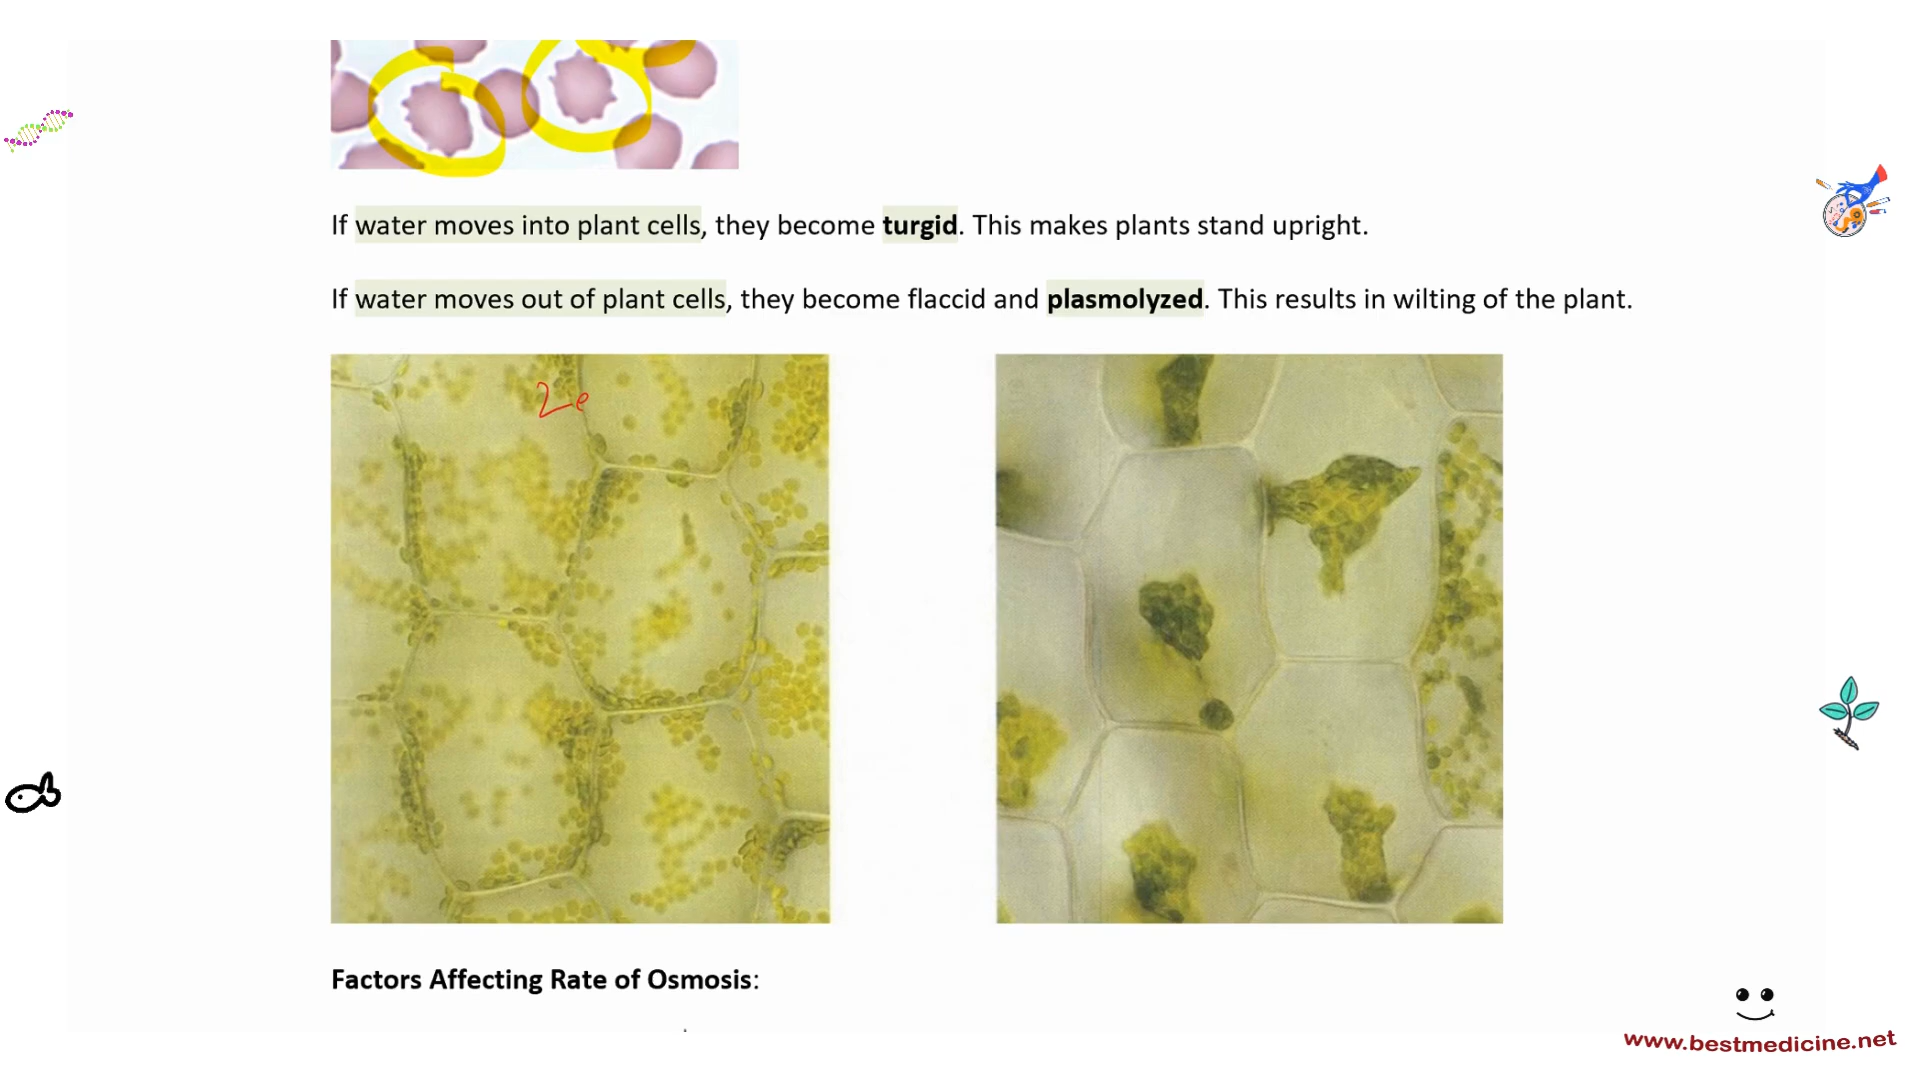 If water moves into plant cells, they become turgid. This makes plants stand upright.
If water moves out of plant cells, they become flaccid and plasmolyzed. This results in wilting of the plant.
Factors Affecting Rate of Osmosis:
www.bestmedicine.net